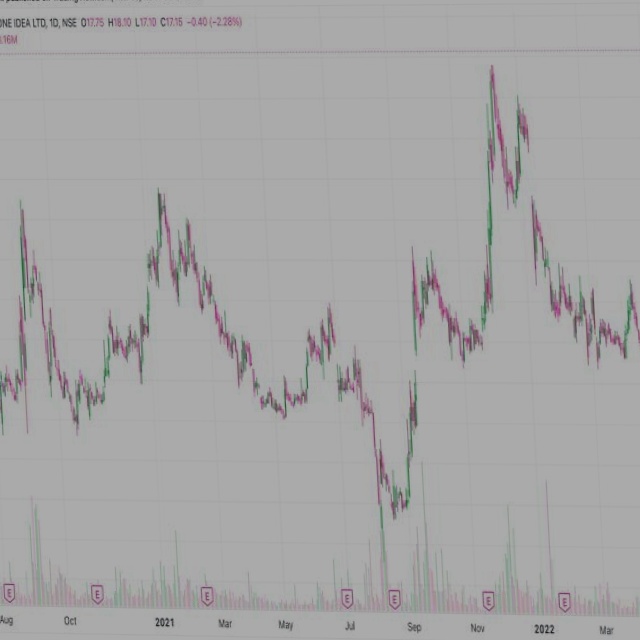 ONE IDEA LTD, 1D, NSE O17.75 H18.10 L17.10 C17.15 −0.40 (−2.28%)
.16M
E E E E E E E
Aug Oct 2021 Mar May Jul Sep Nov 2022 Mar